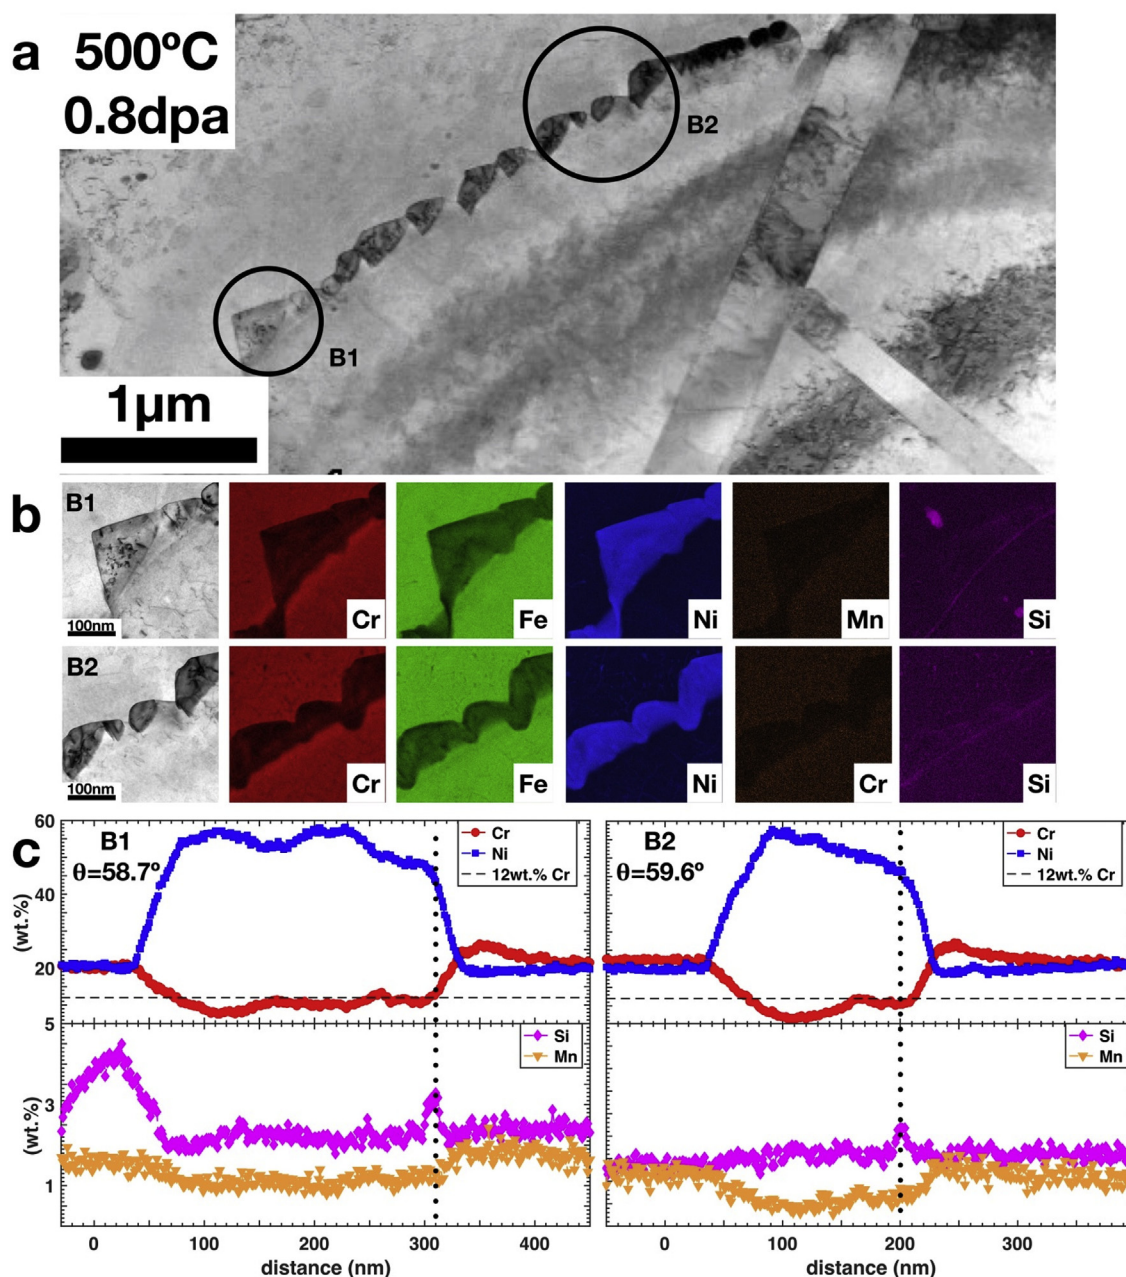 a
500ºC
0.8dpa
B2
B1
1µm
b
B1
100nm
Cr
Fe
Ni
Mn
Si
B2
100nm
Cr
Fe
Ni
Cr
Si
c
B1
θ=58.7º
Cr
Ni
12wt.% Cr
B2
θ=59.6º
Cr
Ni
12wt.% Cr
60
40
20
(wt.%)
Si
Mn
Si
Mn
5
3
1
(wt.%)
0 100 200 300 400
0 100 200 300
distance (nm)
distance (nm)